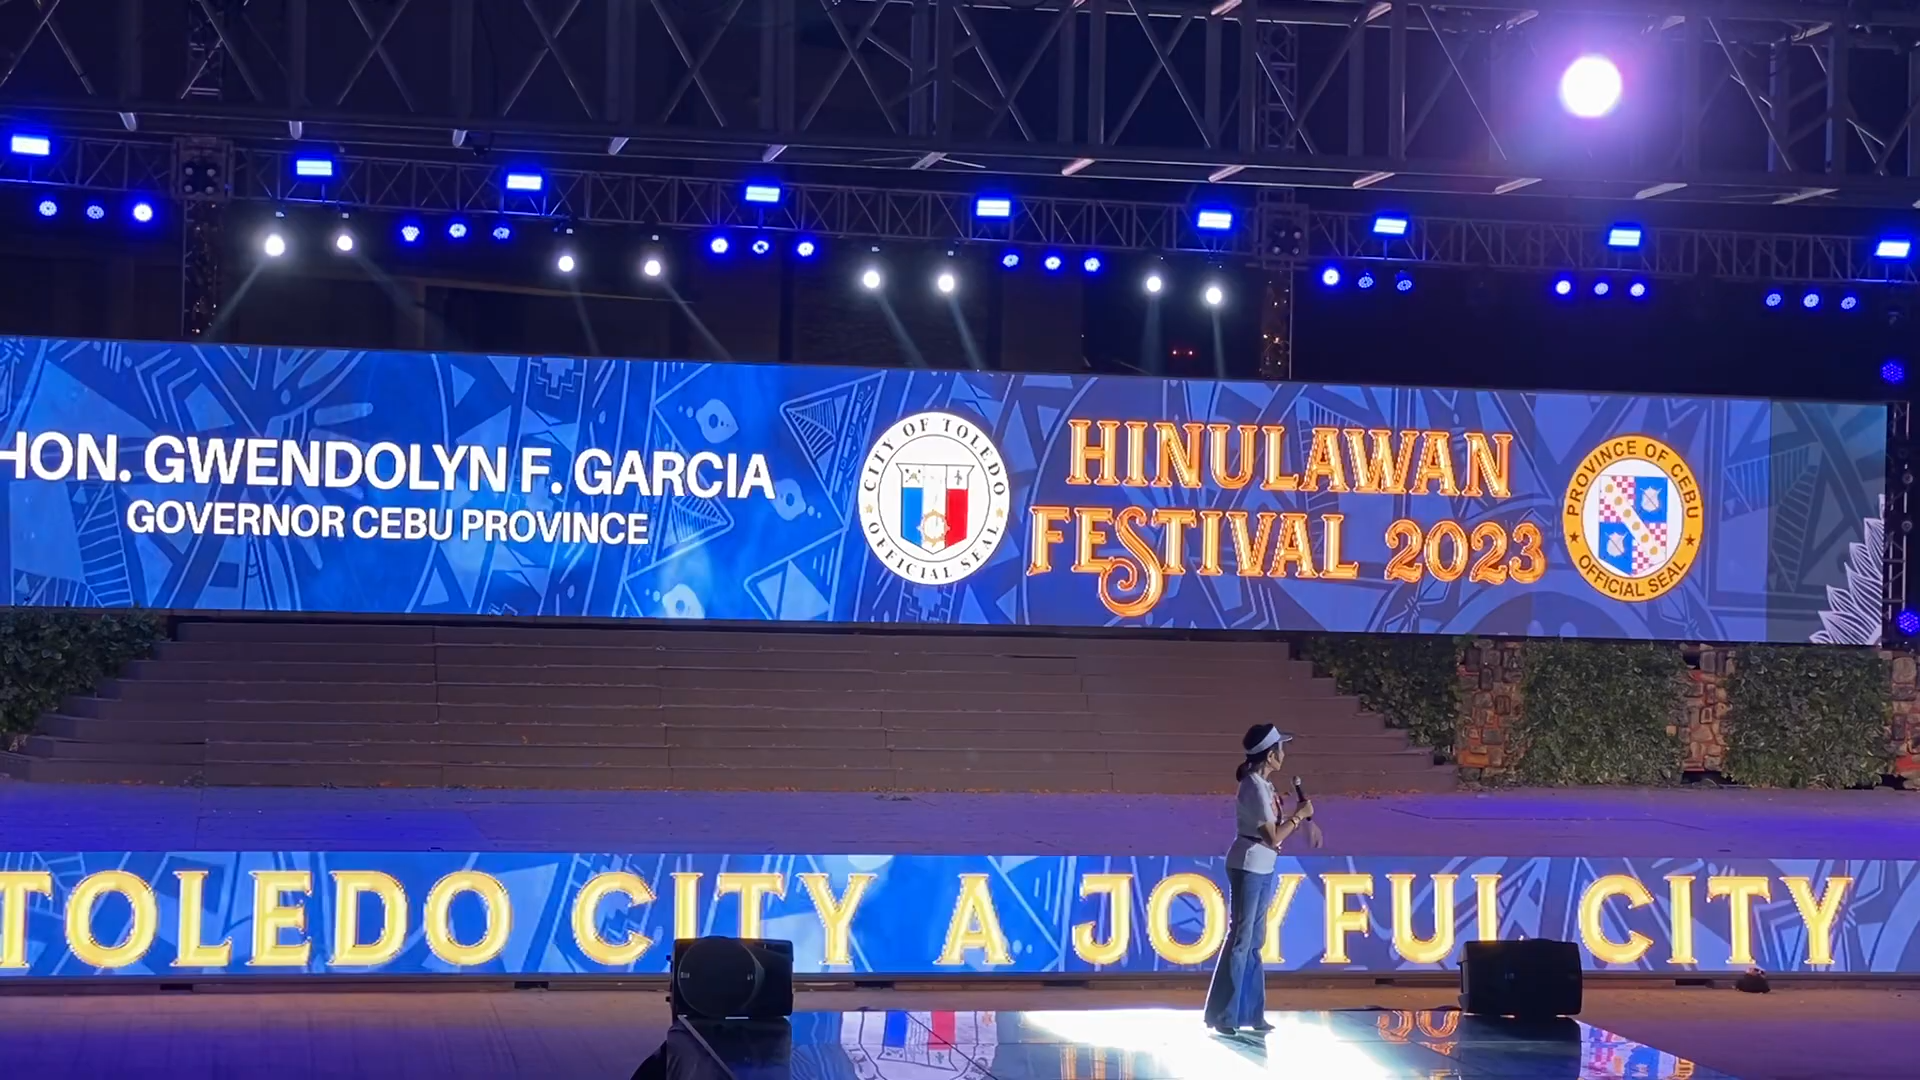 HON. GWENDOLYN F. GARCIA
GOVERNOR CEBU PROVINCE
CITY OF TOLEDO
OFFICIAL SEAL
HINULAWAN
FESTIVAL 2023
PROVINCE OF CEBU
OFFICIAL SEAL
TOLEDO CITY A JOYFUL CITY